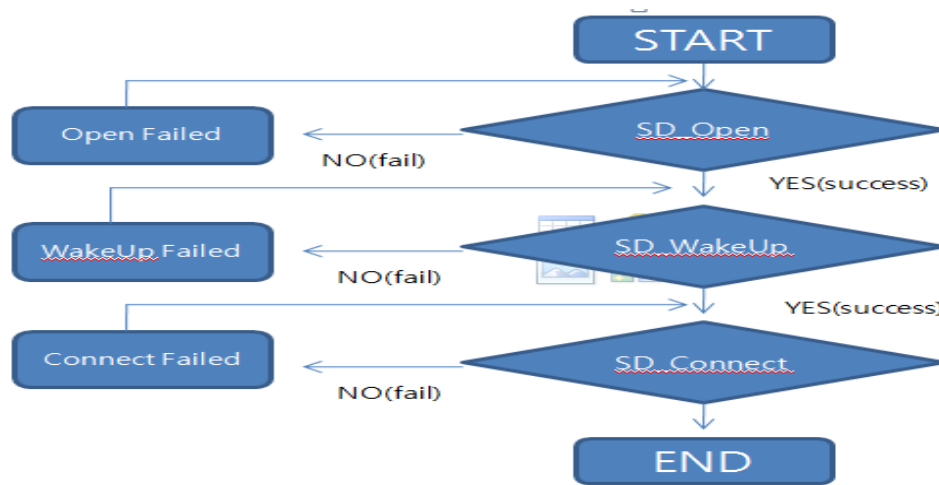 START
SD_Open
Open Failed
NO(fail)
YES(success)
SD_WakeUp
WakeUp Failed
NO(fail)
YES(success)
SD_Connect
Connect Failed
NO(fail)
END